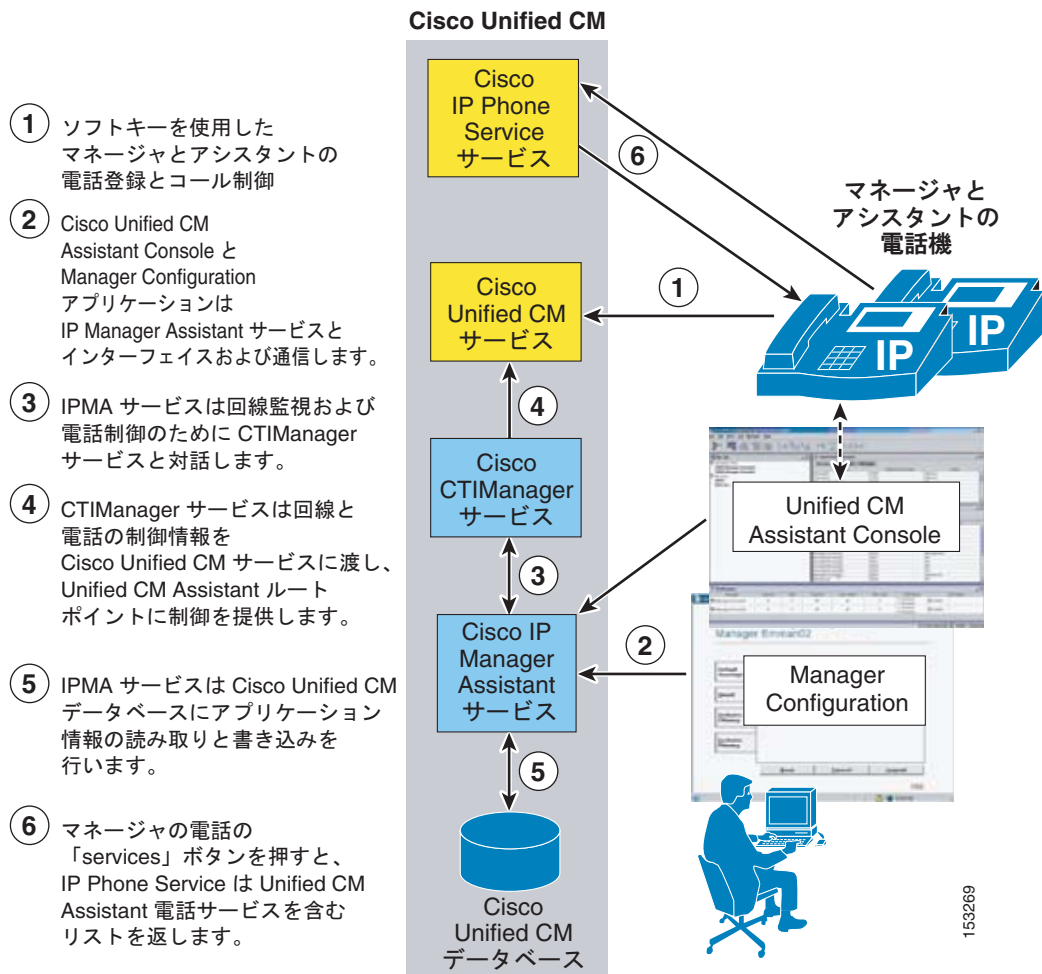 Cisco Unified CM
1
ソフトキーを使用した
マネージャとアシスタントの
電話登録とコール制御
2
Cisco Unified CM
Assistant Console と
Manager Configuration
アプリケーションは
IP Manager Assistant サービスと
インターフェイスおよび通信します。
3
IPMA サービスは回線監視および
電話制御のために CTIManager
サービスと対話します。
4
CTIManager サービスは回線と
電話の制御情報を
Cisco Unified CM サービスに渡し、
Unified CM Assistant ルート
ポイントに制御を提供します。
5
IPMA サービスは Cisco Unified CM
データベースにアプリケーション
情報の読み取りと書き込みを
行います。
6
マネージャの電話の
「services」ボタンを押すと、
IP Phone Service は Unified CM
Assistant 電話サービスを含む
リストを返します。
Cisco
IP Phone
Service
サービス
6
Cisco
Unified CM
サービス
1
4
Cisco
CTIManager
サービス
3
Cisco IP
Manager
Assistant
サービス
2
5
Cisco
Unified CM
データベース
マネージャと
アシスタントの
電話機
IP
IP
Unified CM
Assistant Console
Manager
Configuration
153269